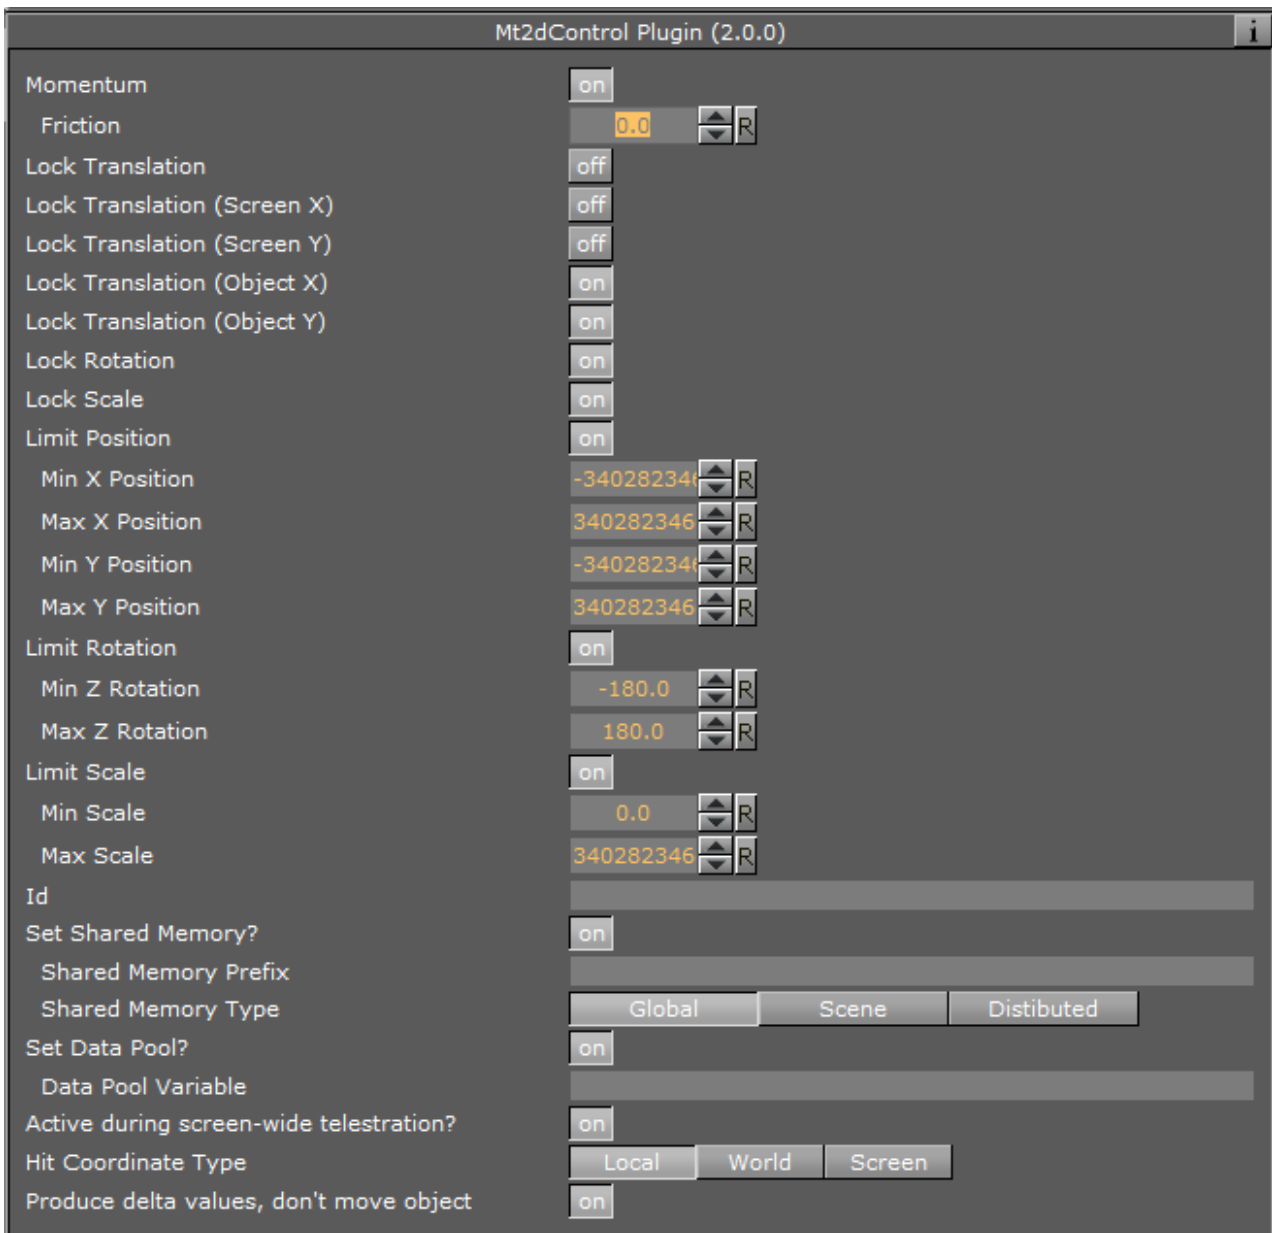 Mt2dControl Plugin (2.0.0) i
Momentum on
Friction 0.0 R
Lock Translation off
Lock Translation (Screen X) off
Lock Translation (Screen Y) off
Lock Translation (Object X) on
Lock Translation (Object Y) on
Lock Rotation on
Lock Scale on
Limit Position on
Min X Position -340282346 R
Max X Position 340282346 R
Min Y Position -340282346 R
Max Y Position 340282346 R
Limit Rotation on
Min Z Rotation -180.0 R
Max Z Rotation 180.0 R
Limit Scale on
Min Scale 0.0 R
Max Scale 340282346 R
Id
Set Shared Memory? on
Shared Memory Prefix
Shared Memory Type Global Scene Distibuted
Set Data Pool? on
Data Pool Variable
Active during screen-wide telestration? on
Hit Coordinate Type Local World Screen
Produce delta values, don't move object on